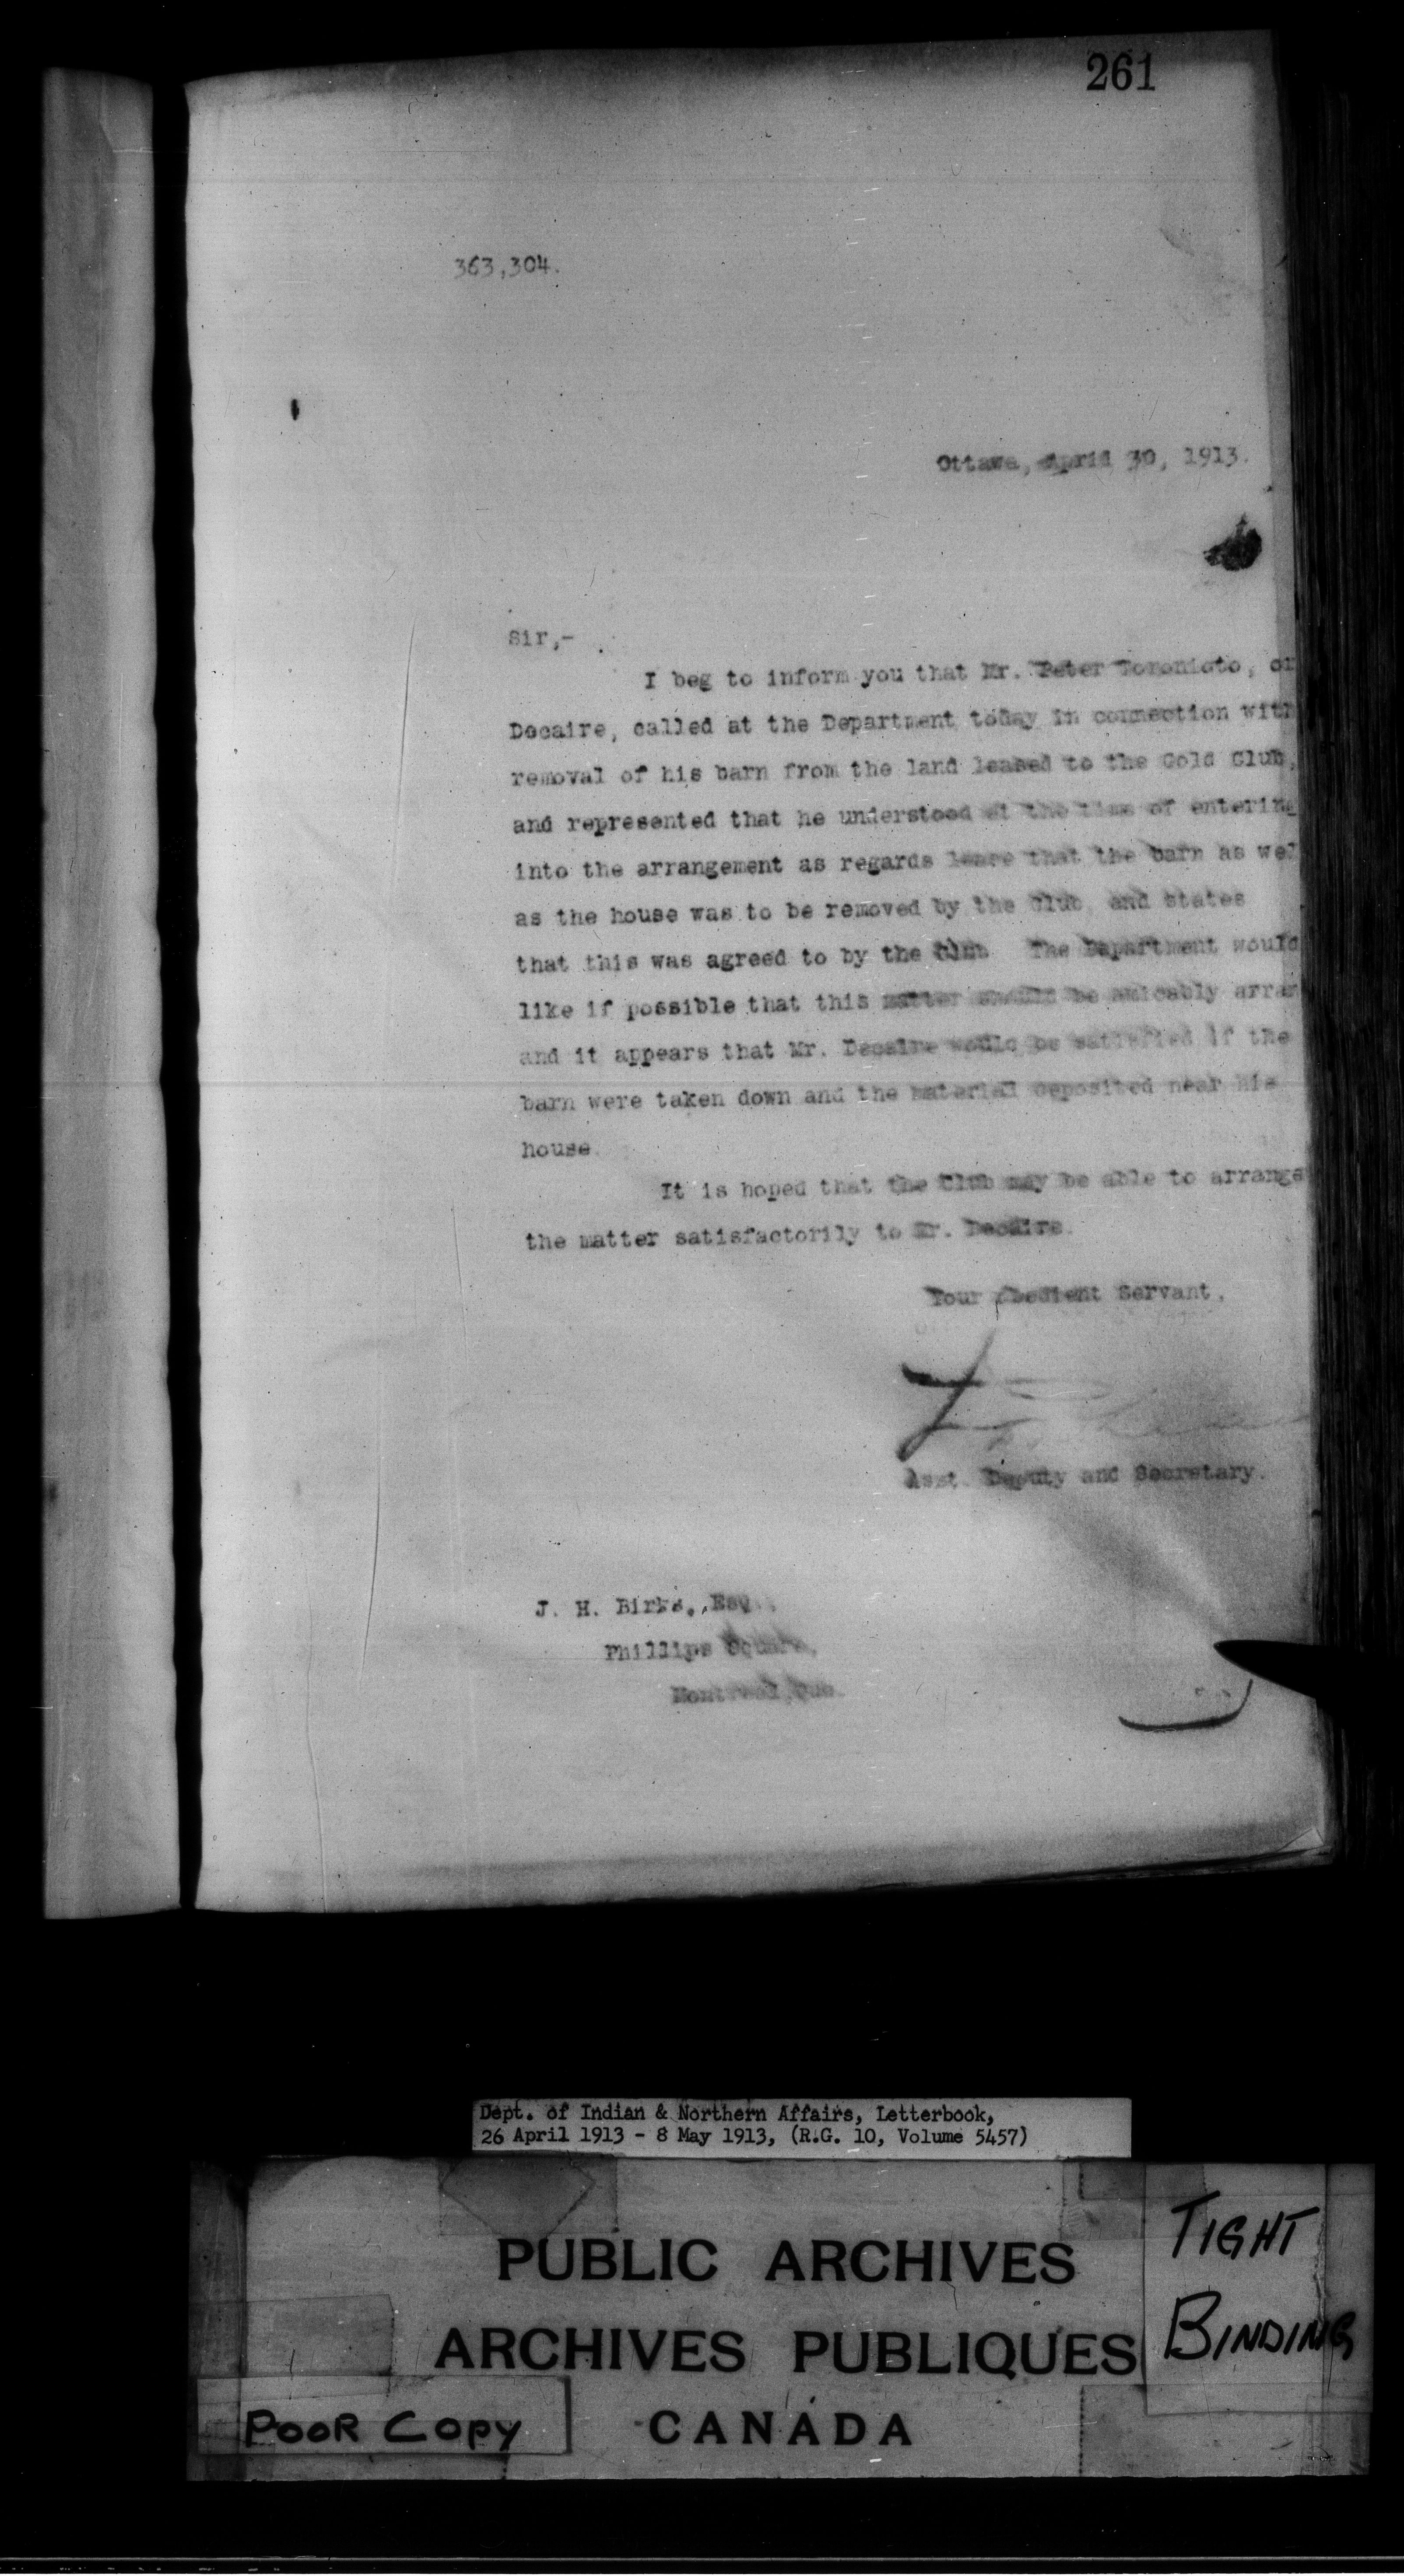 261
363,304.
Ottawa, April 30, 1913.
Sir,-
I beg to inform you that Mr. Peter Toronioto, or
Decaire, called at the Department today in connection with
removal of his barn from the land leased to the Gold Club,
and represented that he understood at the time of entering
into the arrangement as regards lease that the barn as wel
as the house was to be removed by the Club, and states
that this was agreed to by the Club. The Department would
like if possible that this matter should be amicably arran
and it appears that Mr. Decaire would be satisfied if the
barn were taken down and the material deposited near his
house.
It is hoped that the Club may be able to arrange
the matter satisfactorily to Mr. Decaire.
Your obedient Servant,
Asst. Deputy and Secretary.
J. H. Birks, Esq.,
Phillips Square,
Montreal, Que.
Dept. of Indian & Northern Affairs, Letterbook,
26 April 1913 - 8 May 1913, (R.G. 10, Volume 5457)
PUBLIC ARCHIVES
ARCHIVES PUBLIQUES
CANADA
TIGHT
BINDING
POOR COPY